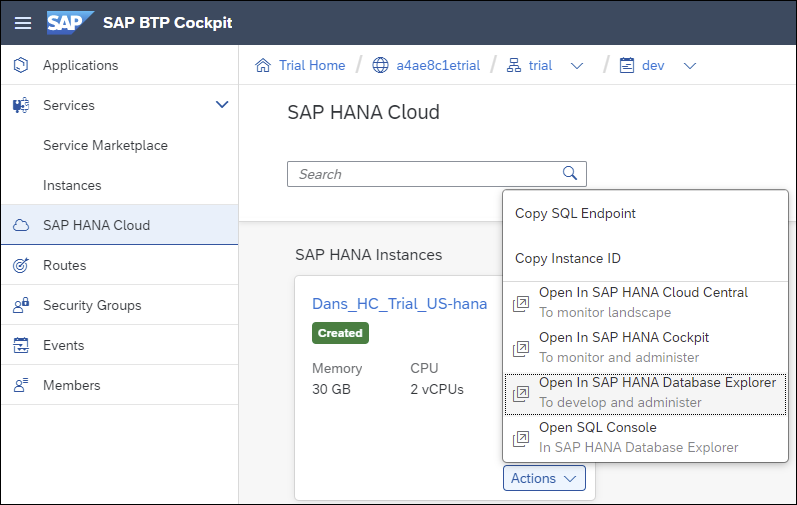 SAP SAP BTP Cockpit
Applications
Services
Service Marketplace
Instances
SAP HANA Cloud
Routes
Security Groups
Events
Members
Trial Home / a4ae8c1etrial / trial / dev
SAP HANA Cloud
Search
SAP HANA Instances
Dans_HC_Trial_US-hana
Created
Memory CPU
30 GB 2 vCPUs
Copy SQL Endpoint
Copy Instance ID
Open In SAP HANA Cloud Central
To monitor landscape
Open In SAP HANA Cockpit
To monitor and administer
Open In SAP HANA Database Explorer
To develop and administer
Open SQL Console
In SAP HANA Database Explorer
Actions